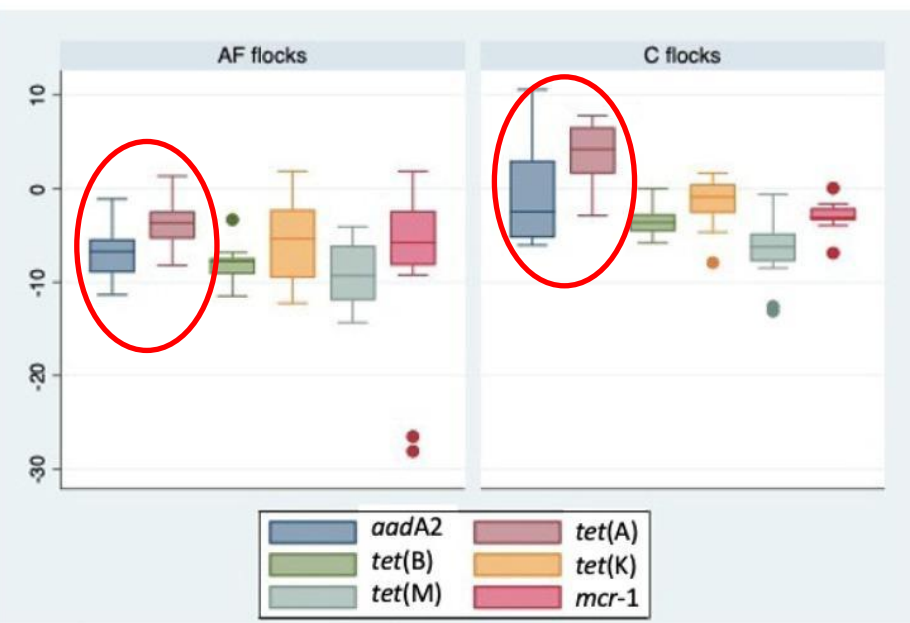 AF flocks
C flocks
10
0
-10
-20
-30
aadA2
tet(A)
tet(B)
tet(K)
tet(M)
mcr-1